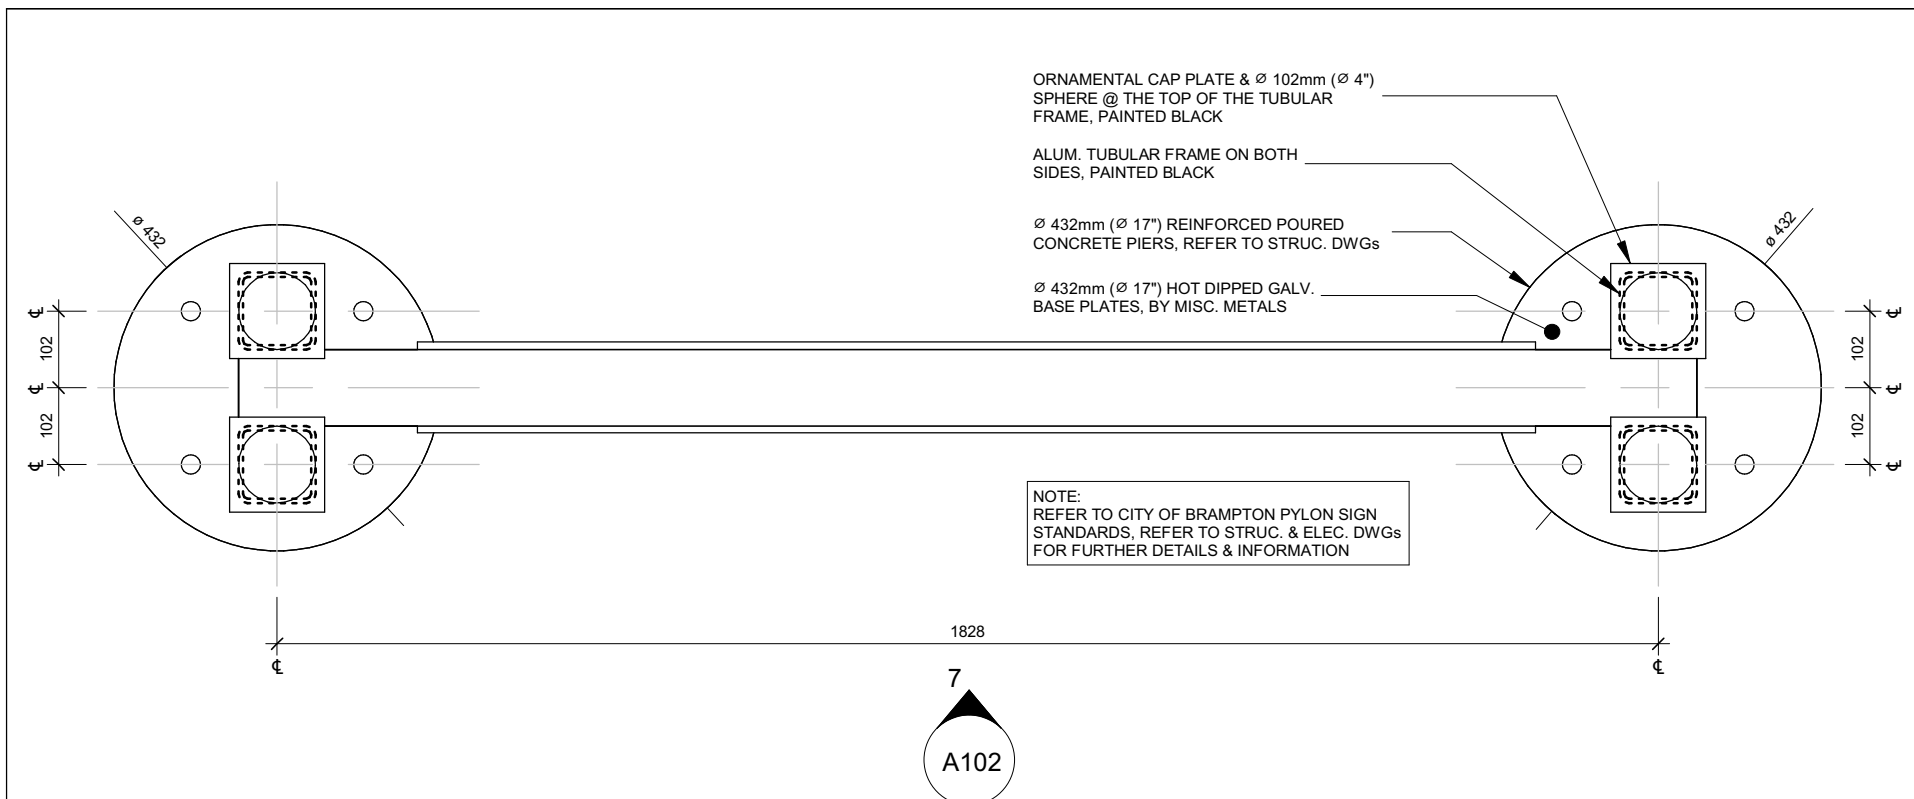 ORNAMENTAL CAP PLATE & Ø 102mm (Ø 4")
SPHERE @ THE TOP OF THE TUBULAR
FRAME, PAINTED BLACK
ALUM. TUBULAR FRAME ON BOTH
SIDES, PAINTED BLACK
Ø 432mm (Ø 17") REINFORCED POURED
CONCRETE PIERS, REFER TO STRUC. DWGs
Ø 432mm (Ø 17") HOT DIPPED GALV.
BASE PLATES, BY MISC. METALS
ø 432
ø 432
℄
102
℄
102
℄
℄
102
℄
102
℄
NOTE:
REFER TO CITY OF BRAMPTON PYLON SIGN
STANDARDS, REFER TO STRUC. & ELEC. DWGs
FOR FURTHER DETAILS & INFORMATION
1828
℄
℄
7
A102